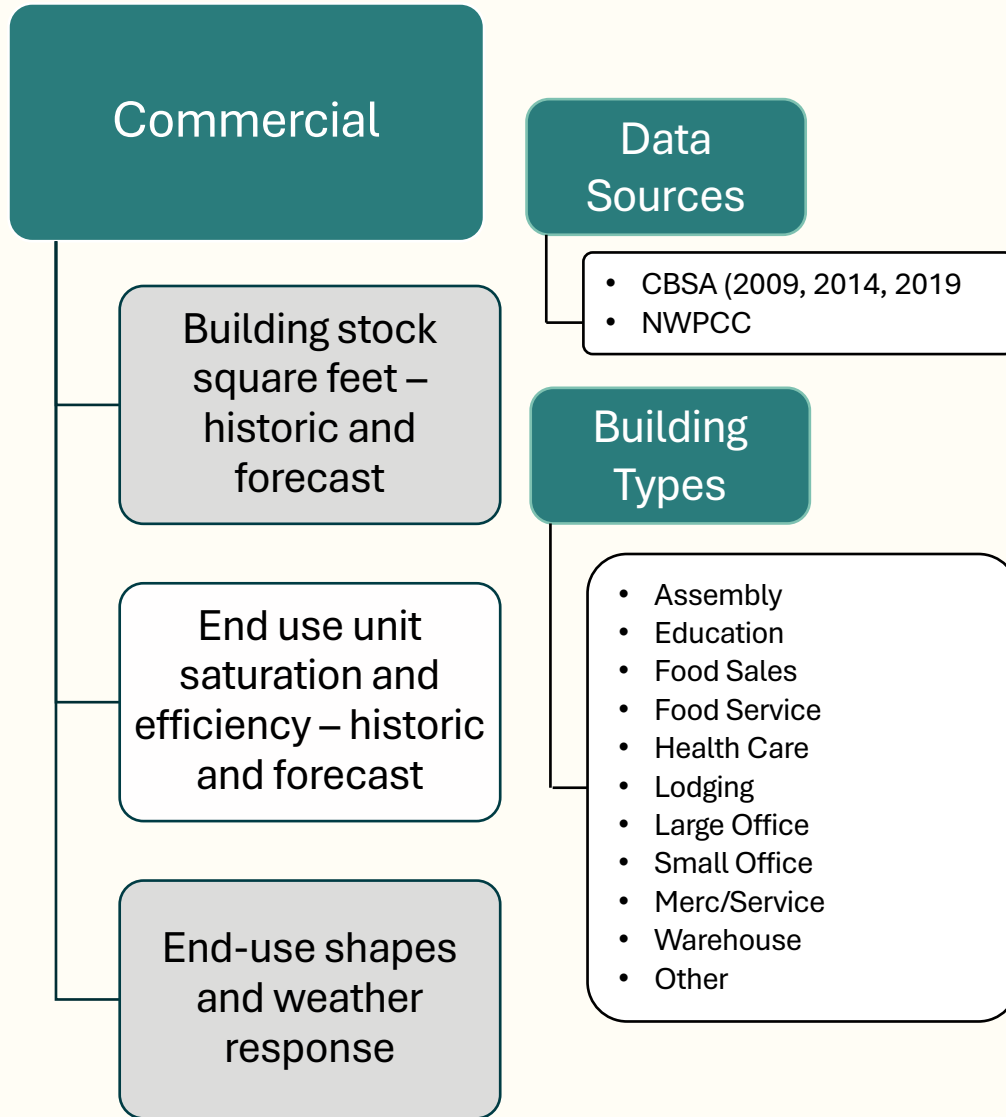 Commercial
Building stock
square feet –
historic and
forecast
End use unit
saturation and
efficiency – historic
and forecast
End-use shapes
and weather
response
Data
Sources
• CBSA (2009, 2014, 2019
• NWPCC
Building
Types
• Assembly
• Education
• Food Sales
• Food Service
• Health Care
• Lodging
• Large Office
• Small Office
• Merc/Service
• Warehouse
• Other